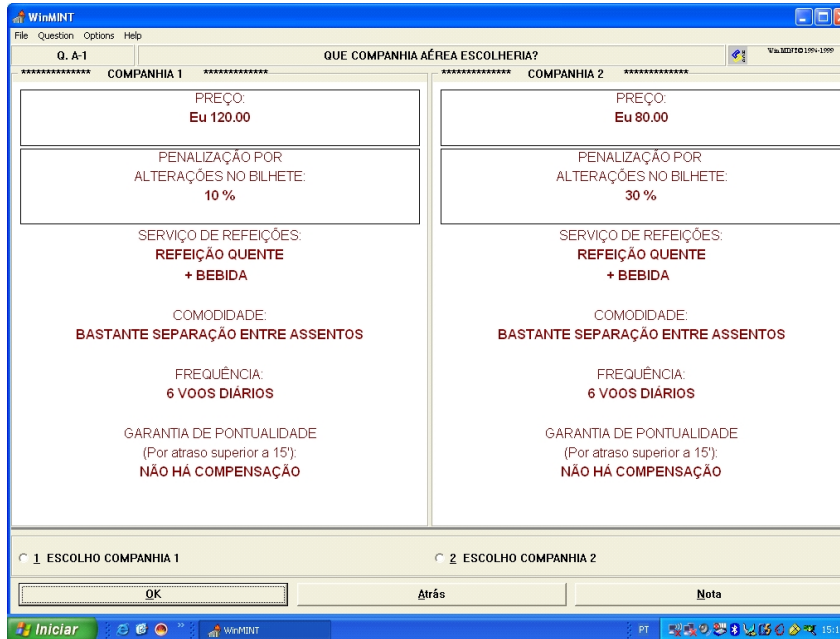 WinMINT
File Question Options Help
Q. A-1
QUE COMPANHIA AÉREA ESCOLHERIA?
WinMINT©1994-1999
************** COMPANHIA 1 *************
PREÇO:
Eu 120.00
PENALIZAÇÃO POR
ALTERAÇÕES NO BILHETE:
10 %
SERVIÇO DE REFEIÇÕES:
REFEIÇÃO QUENTE
+ BEBIDA
COMODIDADE:
BASTANTE SEPARAÇÃO ENTRE ASSENTOS
FREQUÊNCIA:
6 VOOS DIÁRIOS
GARANTIA DE PONTUALIDADE
(Por atraso superior a 15'):
NÃO HÁ COMPENSAÇÃO
************** COMPANHIA 2 *************
PREÇO:
Eu 80.00
PENALIZAÇÃO POR
ALTERAÇÕES NO BILHETE:
30 %
SERVIÇO DE REFEIÇÕES:
REFEIÇÃO QUENTE
+ BEBIDA
COMODIDADE:
BASTANTE SEPARAÇÃO ENTRE ASSENTOS
FREQUÊNCIA:
6 VOOS DIÁRIOS
GARANTIA DE PONTUALIDADE
(Por atraso superior a 15'):
NÃO HÁ COMPENSAÇÃO
1 ESCOLHO COMPANHIA 1
2 ESCOLHO COMPANHIA 2
OK
Atrás
Nota
Iniciar
WinMINT
PT